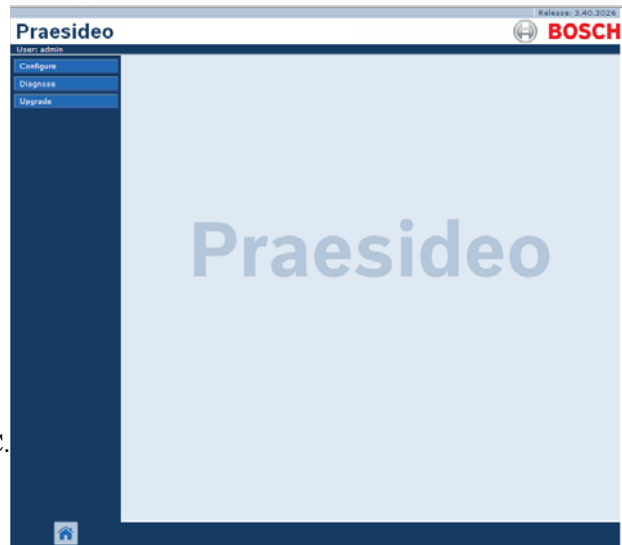 Release: 3.40.3026
Praesideo
BOSCH
User: admin
Configure
Diagnose
Upgrade
Praesideo